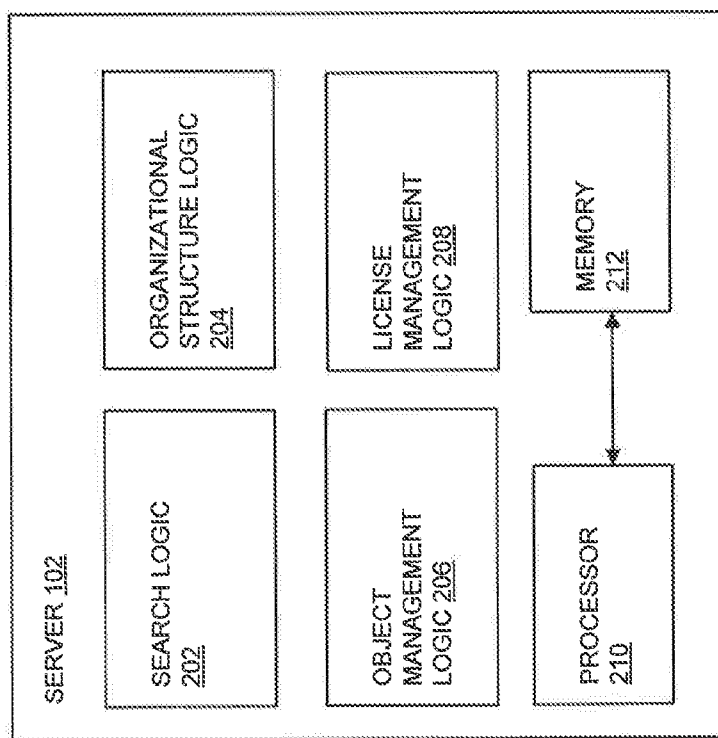 SERVER 102
SEARCH LOGIC
202
ORGANIZATIONAL
STRUCTURE LOGIC
204
OBJECT
MANAGEMENT
LOGIC 206
LICENSE
MANAGEMENT
LOGIC 208
PROCESSOR
210
MEMORY
212